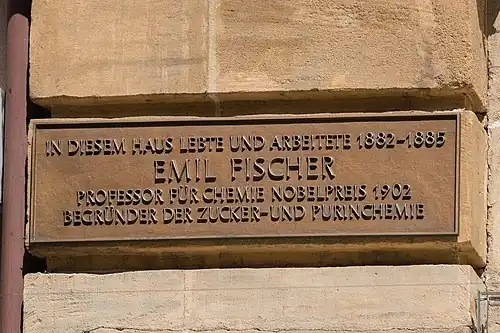 IN DIESEM HAUS LEBTE UND ARBEITETE 1882–1885
EMIL FISCHER
PROFESSOR FÜR CHEMIE NOBELPREIS 1902
BEGRÜNDER DER ZUCKER-UND PURINCHEMIE